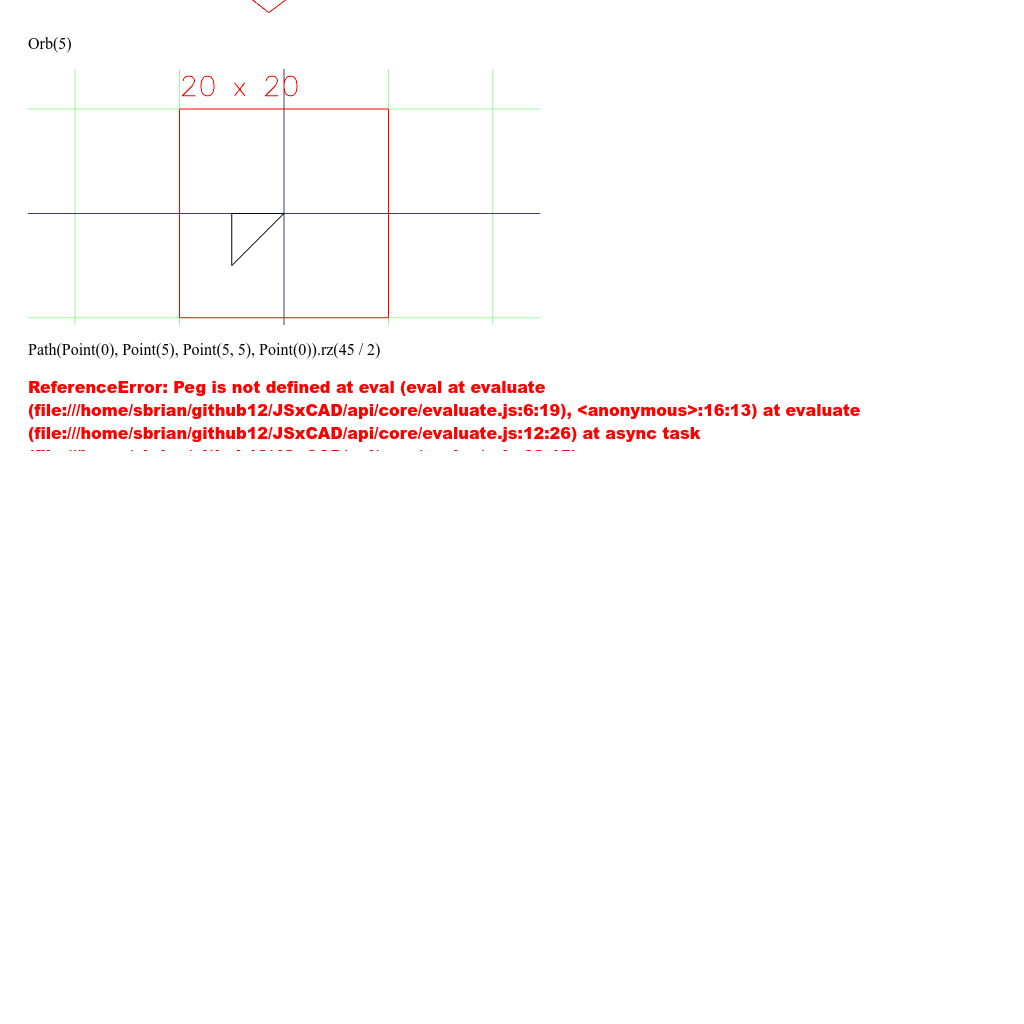 Orb(5)
20 x 20
Path(Point(0), Point(5), Point(5, 5), Point(0)).rz(45 / 2)
ReferenceError: Peg is not defined at eval (eval at evaluate
(file:///home/sbrian/github12/JSxCAD/api/core/evaluate.js:6:19), <anonymous>:16:13) at evaluate
(file:///home/sbrian/github12/JSxCAD/api/core/evaluate.js:12:26) at async task